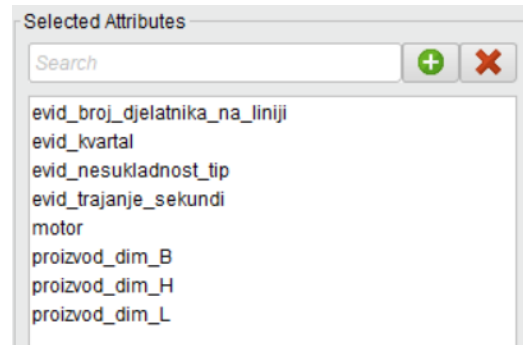 Selected Attributes
Search
evid_broj_djelatnika_na_liniji
evid_kvartal
evid_nesukladnost_tip
evid_trajanje_sekundi
motor
proizvod_dim_B
proizvod_dim_H
proizvod_dim_L